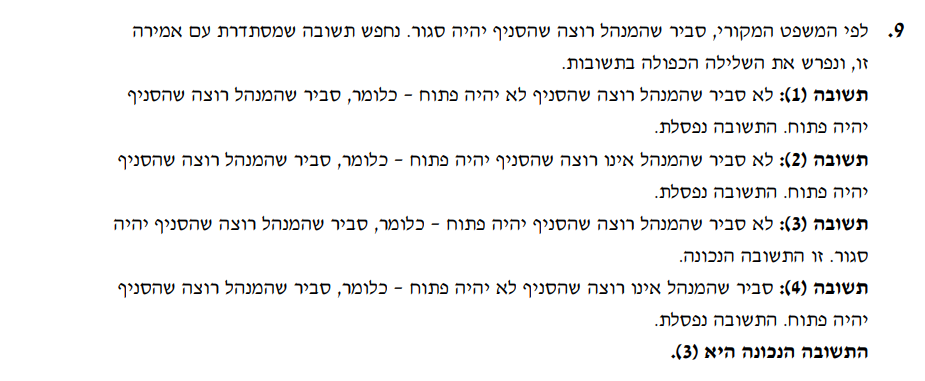 9. לפי המשפט המקורי, סביר שהמנהל רוצה שהסניף יהיה סגור. נחפש תשובה שמסתדרת עם אמירה
זו, ונפרש את השלילה הכפולה בתשובות.
תשובה (1): לא סביר שהמנהל רוצה שהסניף לא יהיה פתוח – כלומר, סביר שהמנהל רוצה שהסניף
יהיה פתוח. התשובה נפסלת.
תשובה (2): לא סביר שהמנהל אינו רוצה שהסניף יהיה פתוח – כלומר, סביר שהמנהל רוצה שהסניף
יהיה פתוח. התשובה נפסלת.
תשובה (3): לא סביר שהמנהל רוצה שהסניף יהיה פתוח – כלומר, סביר שהמנהל רוצה שהסניף יהיה
סגור. זו התשובה הנכונה.
תשובה (4): סביר שהמנהל אינו רוצה שהסניף לא יהיה פתוח – כלומר, סביר שהמנהל רוצה שהסניף
יהיה פתוח. התשובה נפסלת.
התשובה הנכונה היא (3).